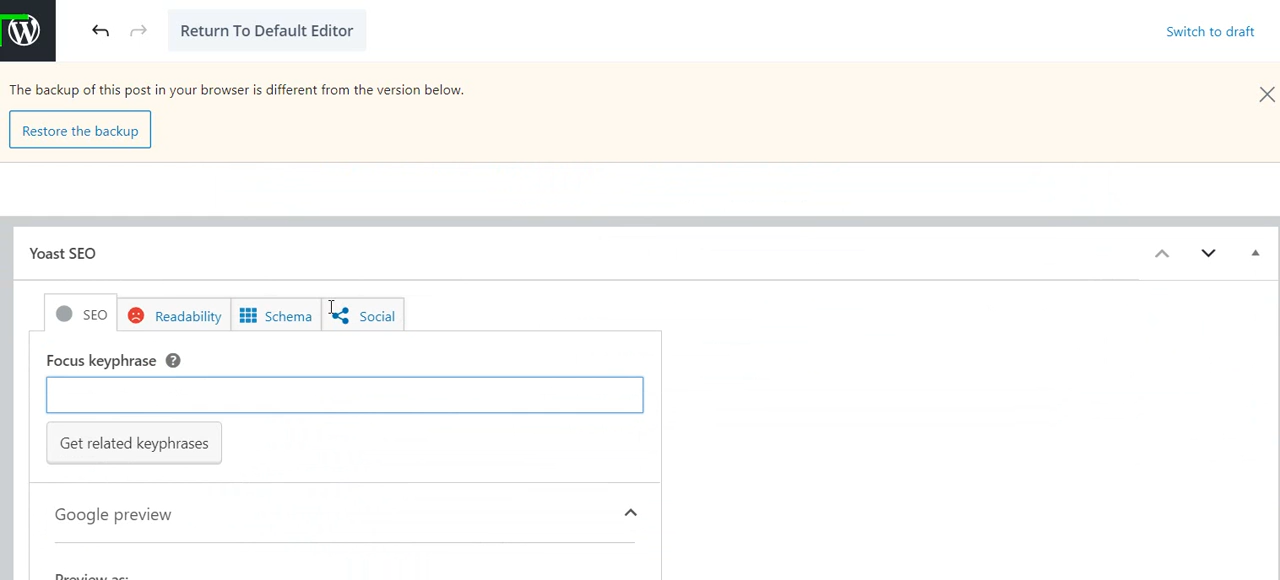 Return To Default Editor
Switch to draft
The backup of this post in your browser is different from the version below.
Restore the backup
Yoast SEO
SEO Readability Schema Social
Focus keyphrase ?
Get related keyphrases
Google preview
Preview as: